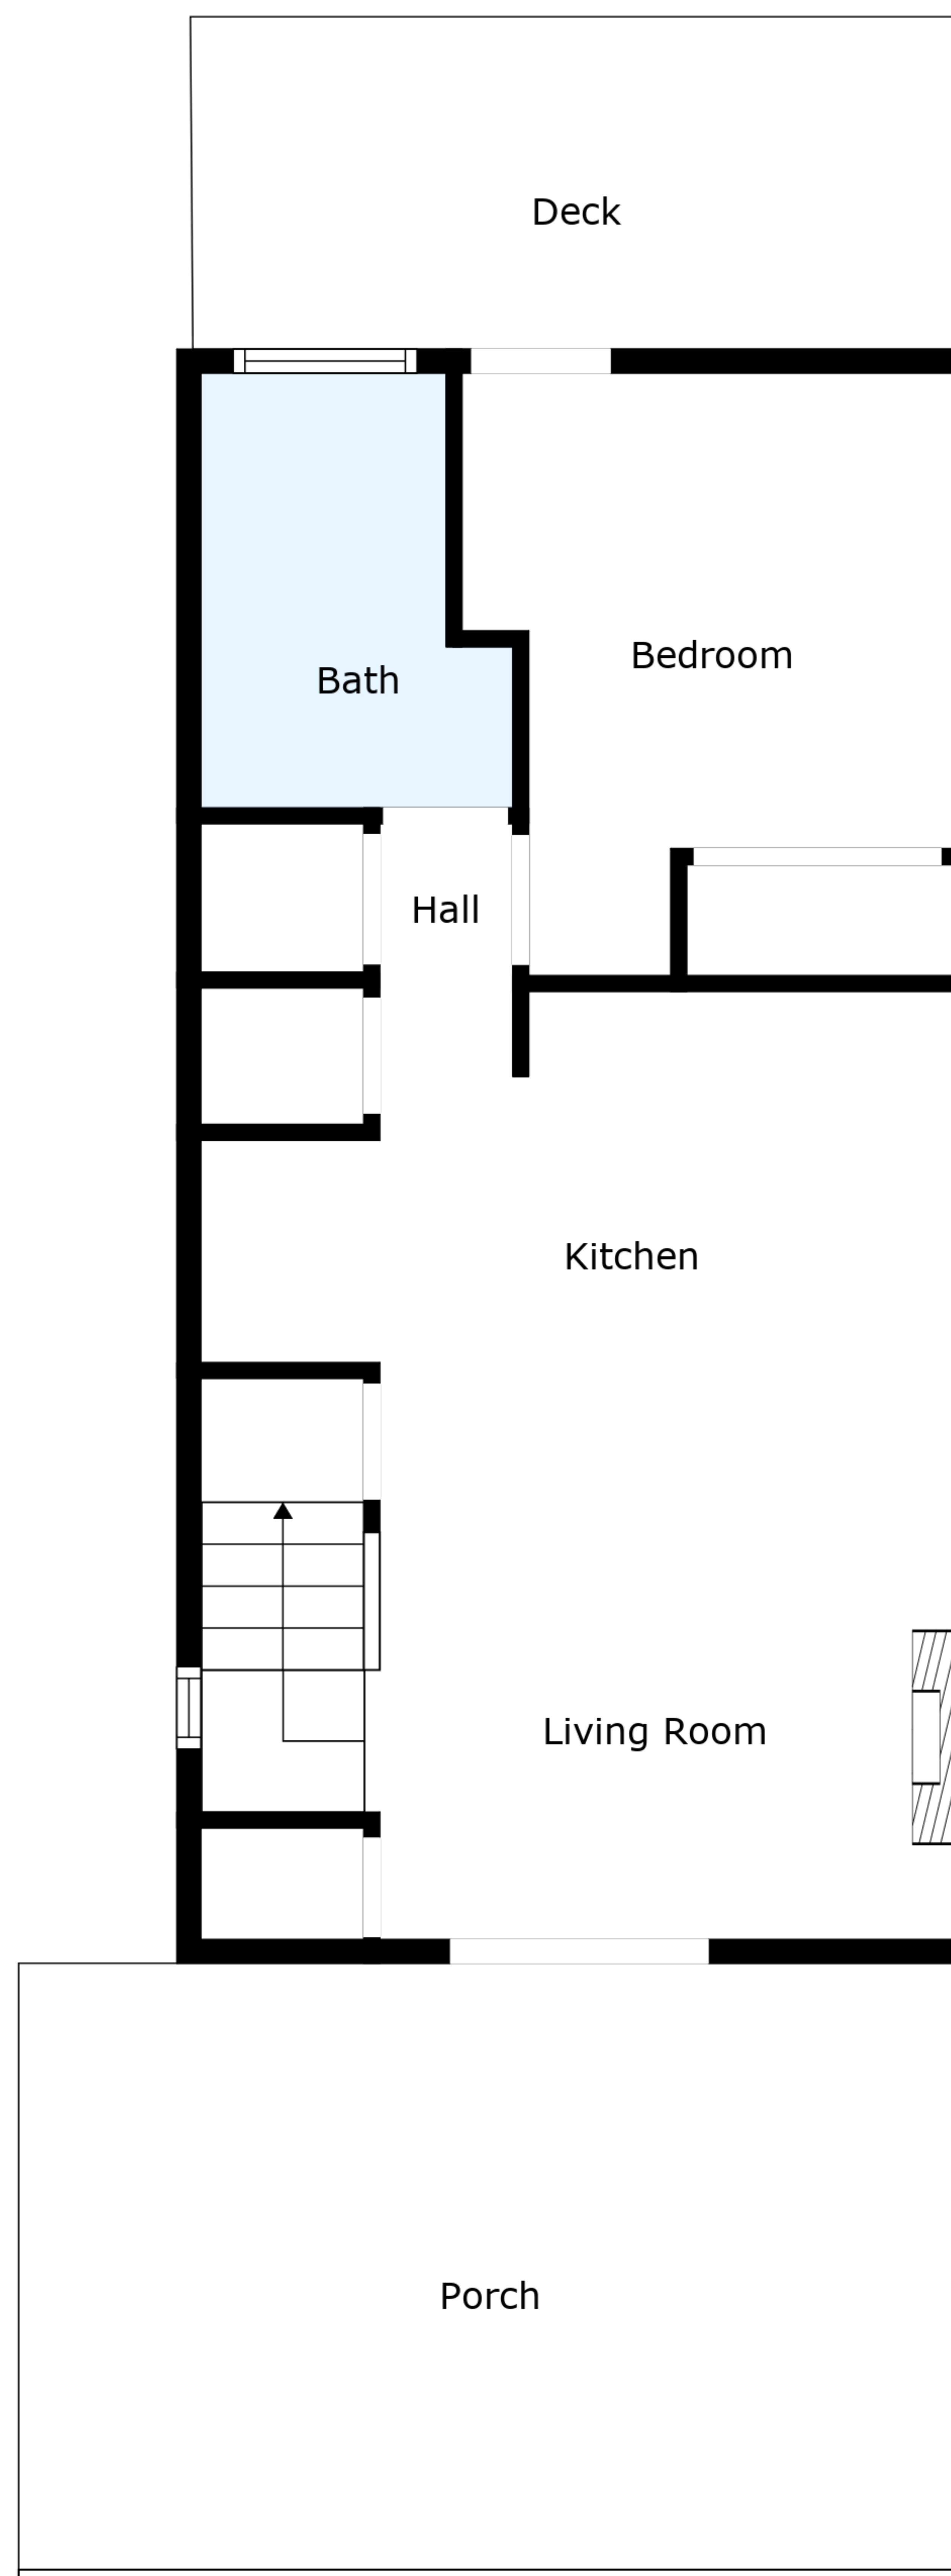 Deck
Bedroom
Bath
Hall
Kitchen
Living Room
Porch